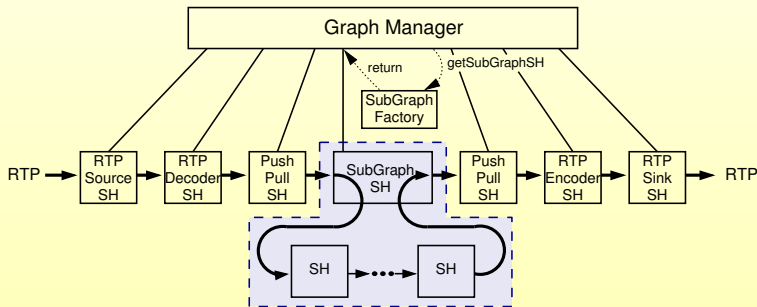 Graph Manager
return
getSubGraphSH
SubGraph
Factory
RTP
RTP
Source
SH
RTP
Decoder
SH
Push
Pull
SH
SubGraph
SH
Push
Pull
SH
RTP
Encoder
SH
RTP
Sink
SH
RTP
SH
SH